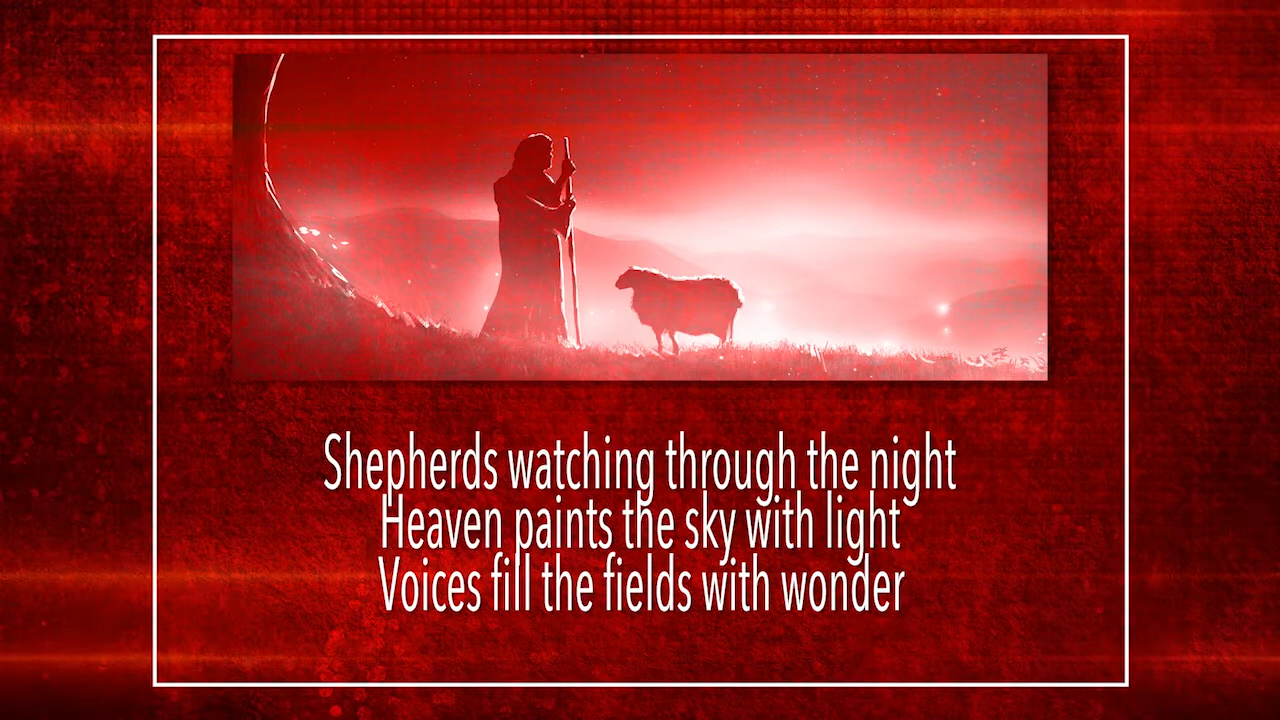 Shepherds watching through the night
Heaven paints the sky with light
Voices fill the fields with wonder